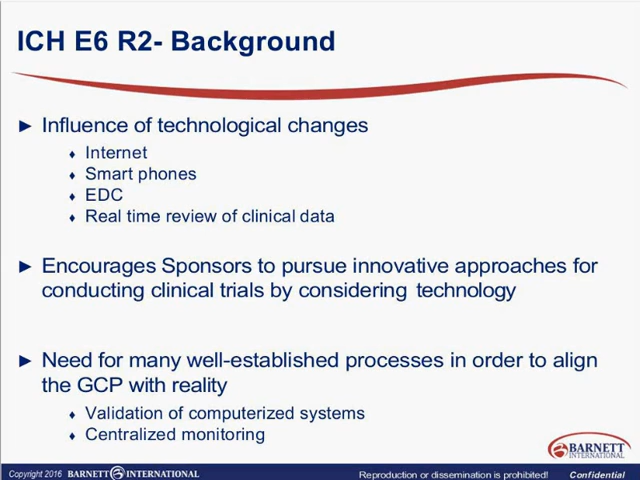 ICH E6 R2- Background
► Influence of technological changes
♦ Internet
♦ Smart phones
♦ EDC
♦ Real time review of clinical data
► Encourages Sponsors to pursue innovative approaches for
conducting clinical trials by considering technology
► Need for many well-established processes in order to align
the GCP with reality
♦ Validation of computerized systems
♦ Centralized monitoring
BARNETT
INTERNATIONAL
Copyright 2016 BARNETT INTERNATIONAL Reproduction or dissemination is prohibited! Confidential